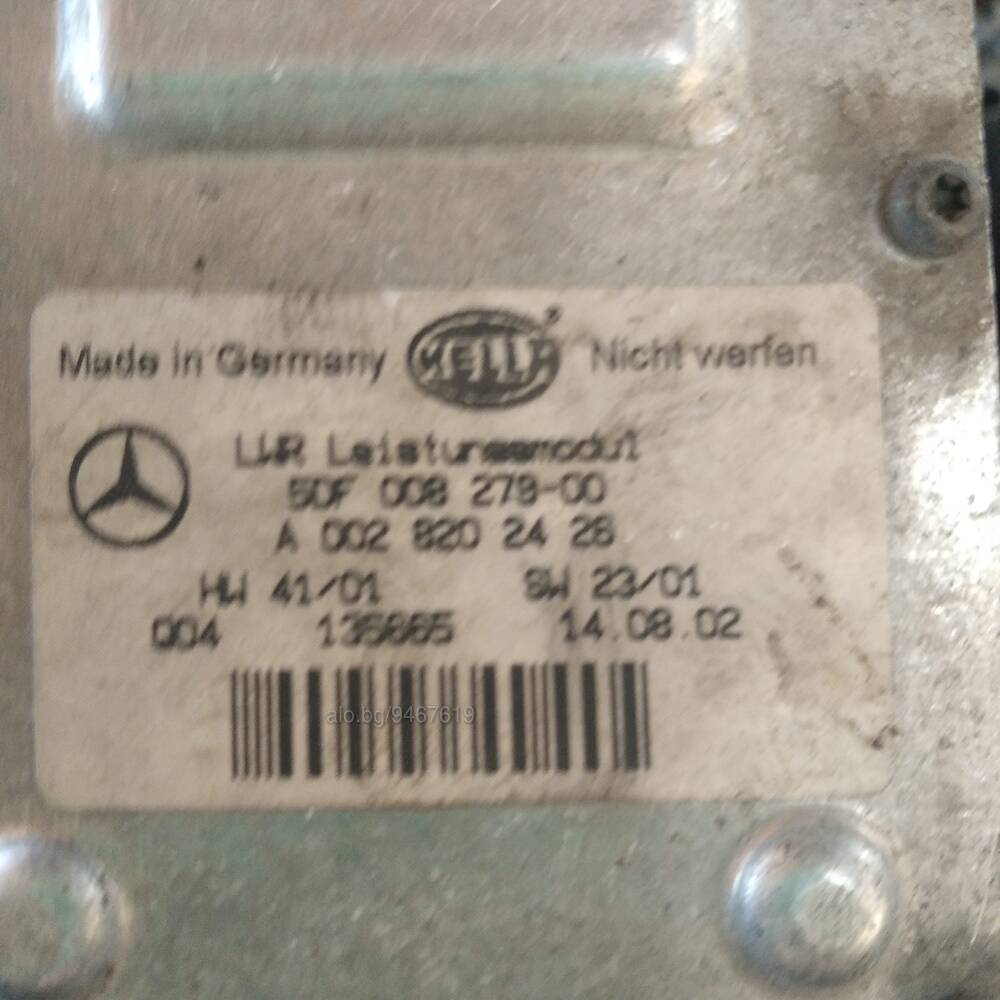 Made in Germany HELLA Nicht werfen
LWR Leistungsmodul
5DF 008 279-00
A 002 820 24 26
HW 41/01 SW 23/01
Q04 135865 14.08.02
alo.bg/9467619